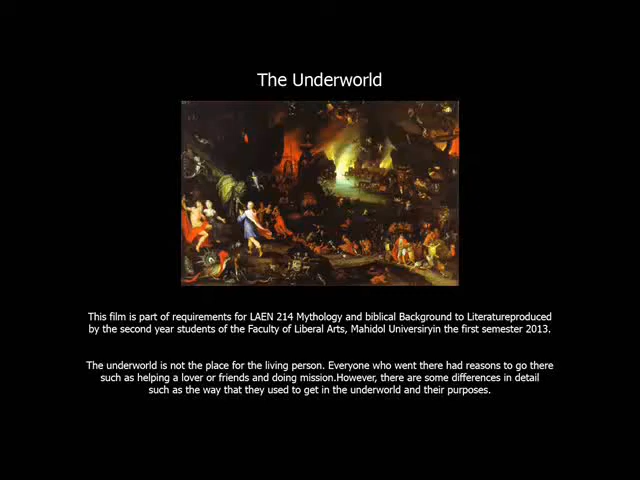 The Underworld
This film is part of requirements for LAEN 214 Mythology and biblical Background to Literatureproduced
by the second year students of the Faculty of Liberal Arts, Mahidol Universiryin the first semester 2013.
The underworld is not the place for the living person. Everyone who went there had reasons to go there
such as helping a lover or friends and doing mission.However, there are some differences in detail
such as the way that they used to get in the underworld and their purposes.